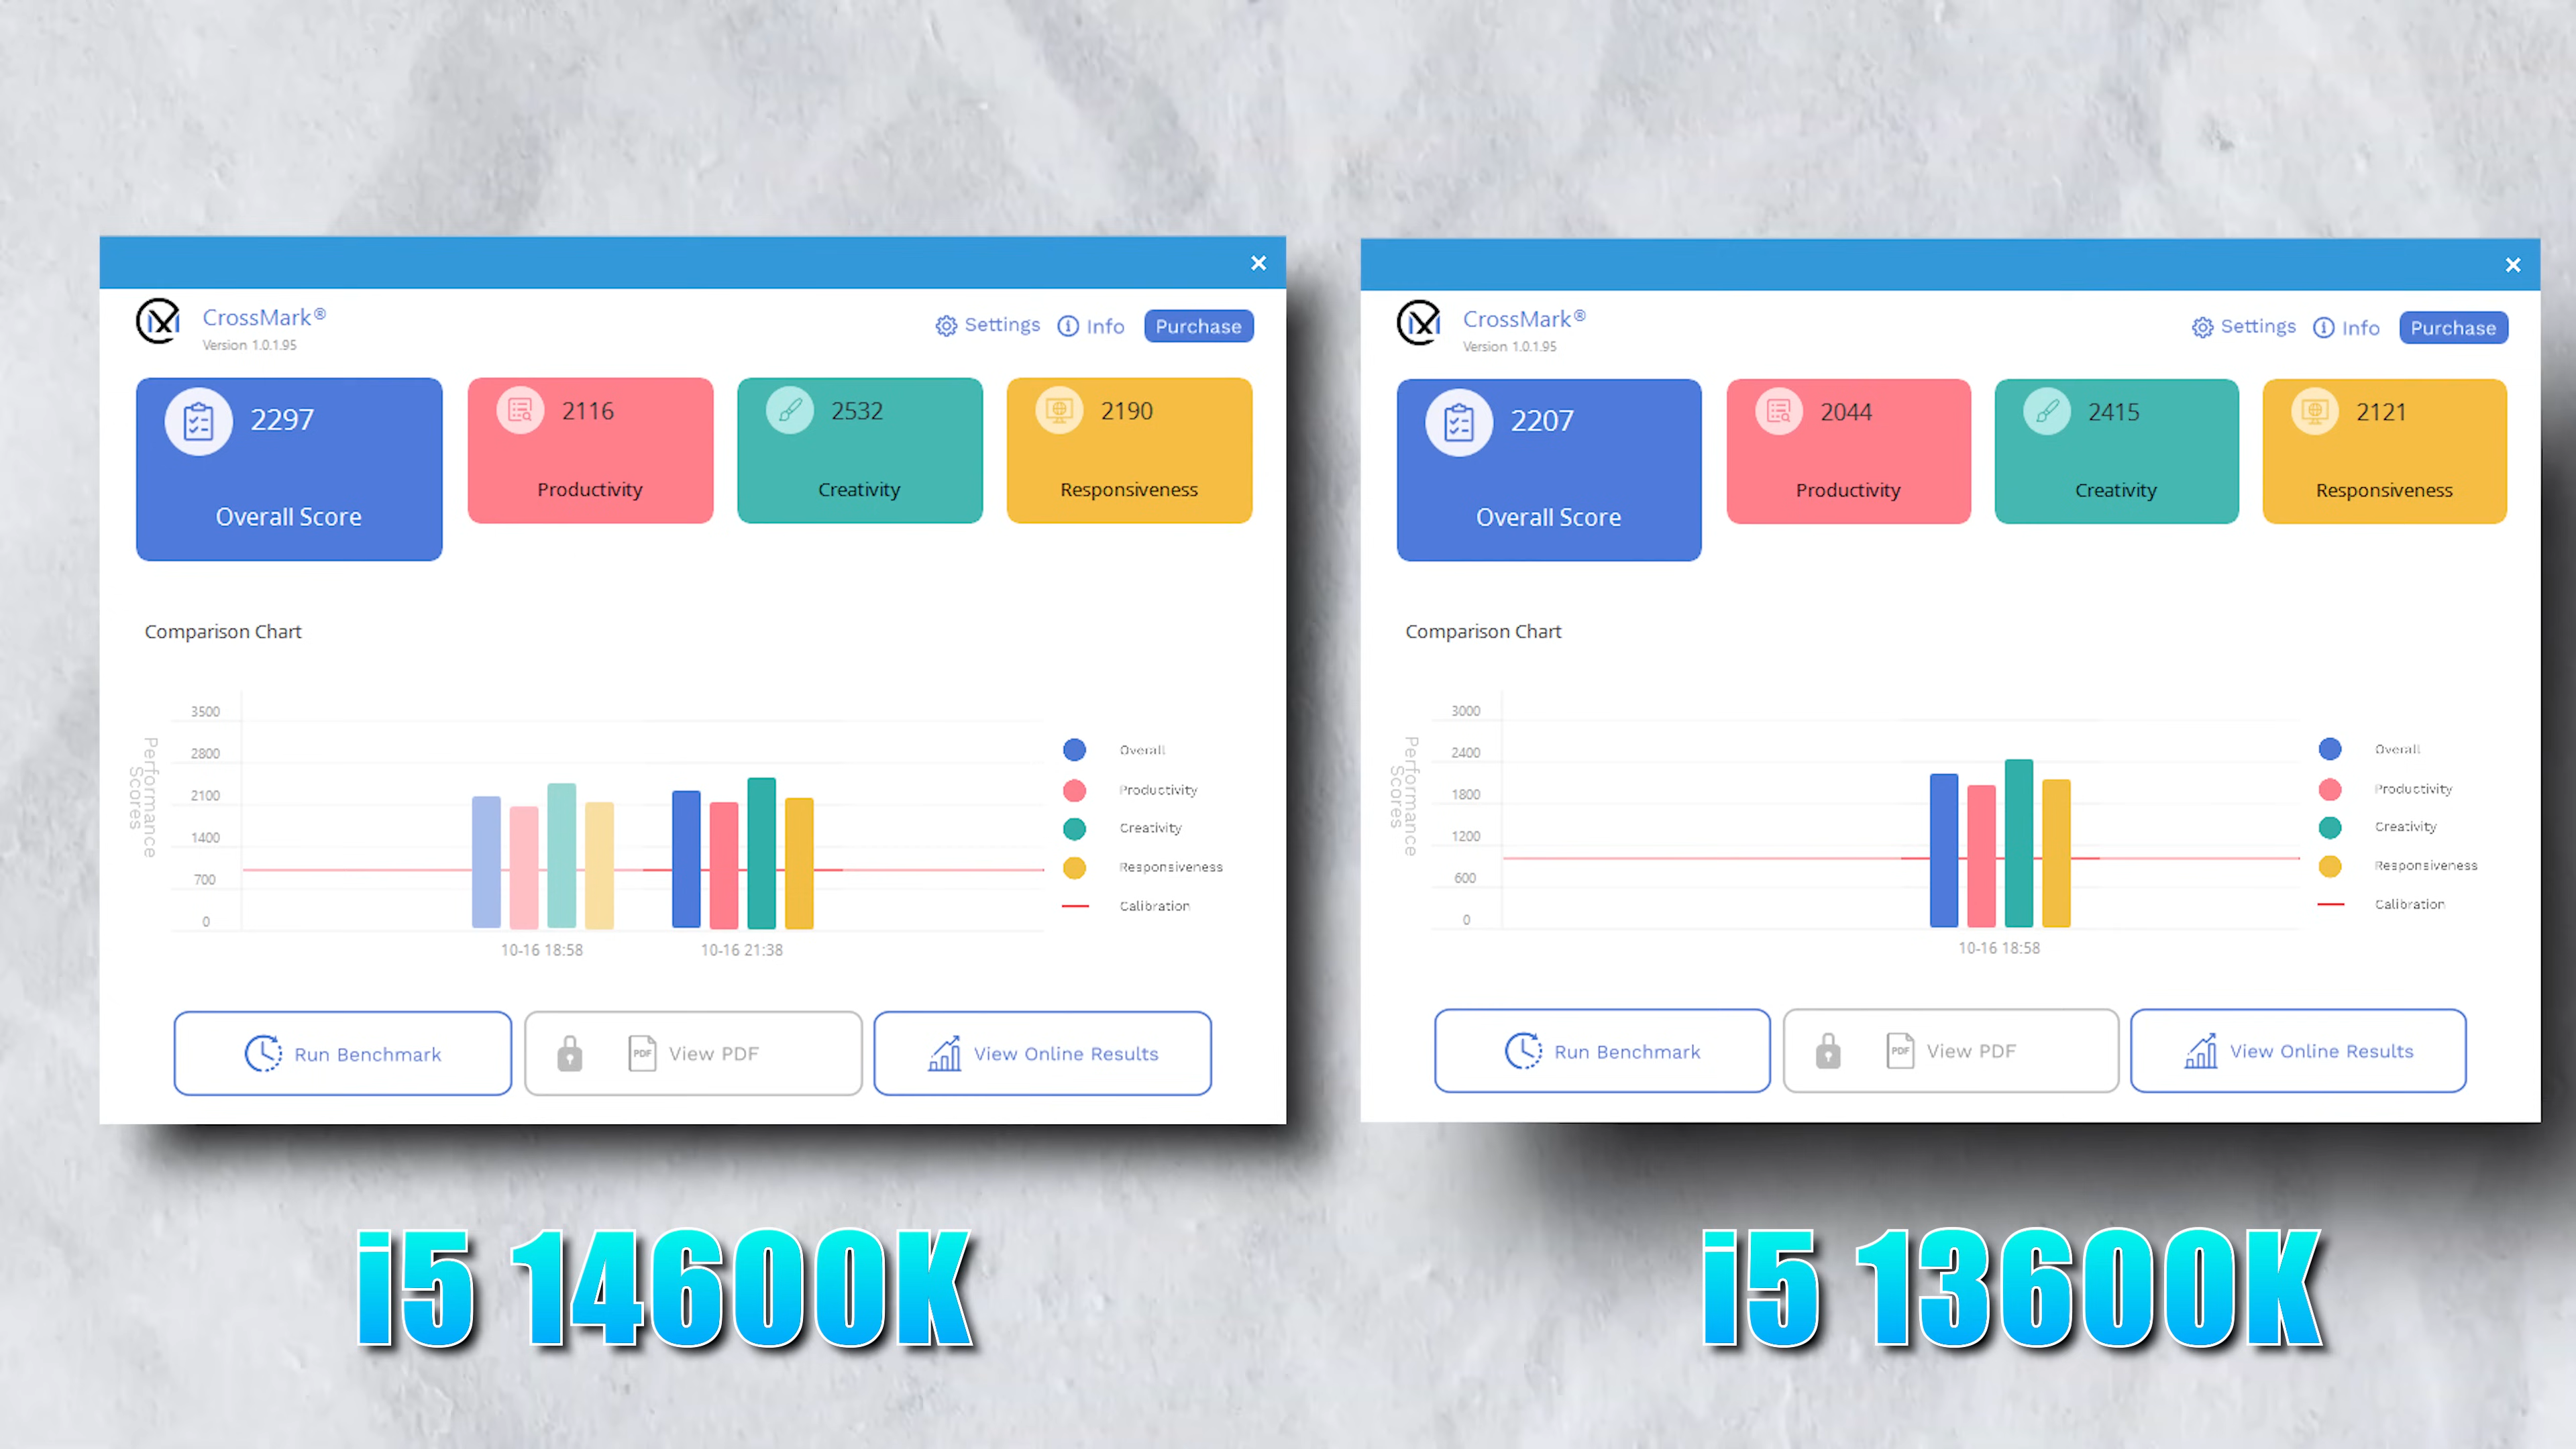 CrossMark®
Version 1.0.1.95
Settings
Info
Purchase
2297
Overall Score
2116
Productivity
2532
Creativity
2190
Responsiveness
Comparison Chart
Performance
Scores
3500
2800
2100
1400
700
0
10-16 18:58
10-16 21:38
Overall
Productivity
Creativity
Responsiveness
Calibration
Run Benchmark
PDF
View PDF
View Online Results
i5 14600K
CrossMark®
Version 1.0.1.95
Settings
Info
Purchase
2207
Overall Score
2044
Productivity
2415
Creativity
2121
Responsiveness
Comparison Chart
Performance
Scores
3000
2400
1800
1200
600
0
10-16 18:58
Overall
Productivity
Creativity
Responsiveness
Calibration
Run Benchmark
PDF
View PDF
View Online Results
i5 13600K